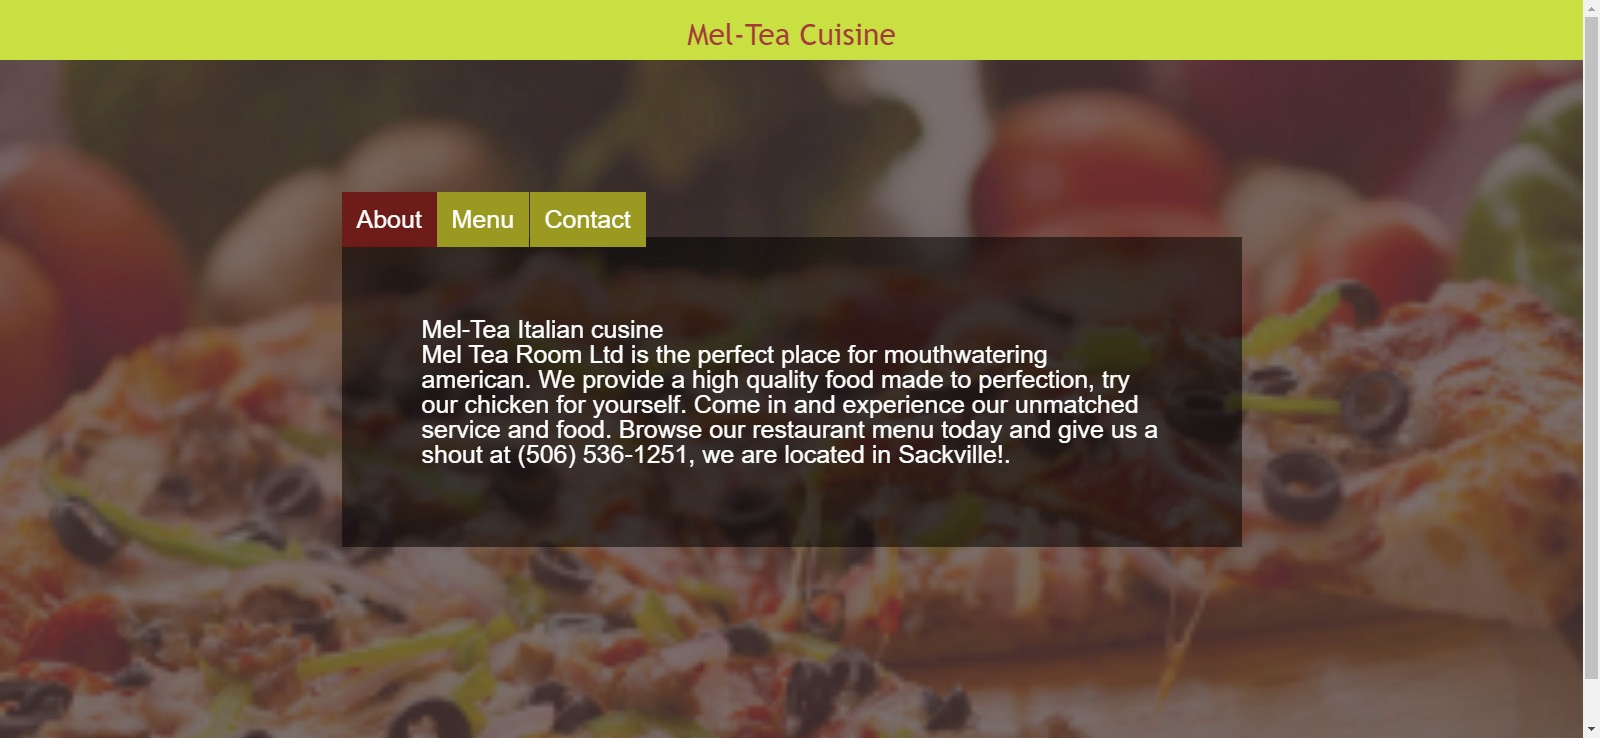 Mel-Tea Cuisine
About Menu Contact
Mel-Tea Italian cusine
Mel Tea Room Ltd is the perfect place for mouthwatering
american. We provide a high quality food made to perfection, try
our chicken for yourself. Come in and experience our unmatched
service and food. Browse our restaurant menu today and give us a
shout at (506) 536-1251, we are located in Sackville!.